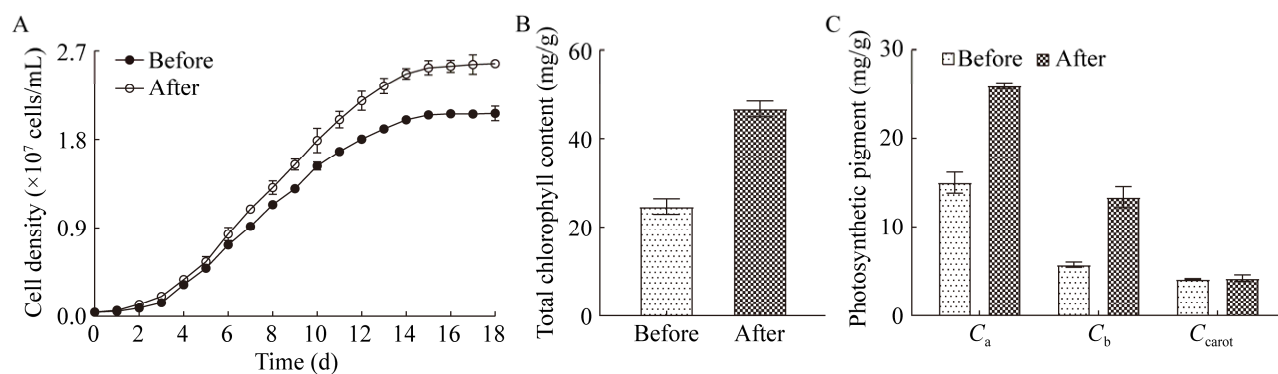 A
Cell density (×10⁷ cells/mL)
2.7
1.8
0.9
0.0
Before
After
0 2 4 6 8 10 12 14 16 18
Time (d)
B
Total chlorophyll content (mg/g)
60
40
20
0
Before After
C
Photosynthetic pigment (mg/g)
30
20
10
0
Before After
Ca Cb Ccarot